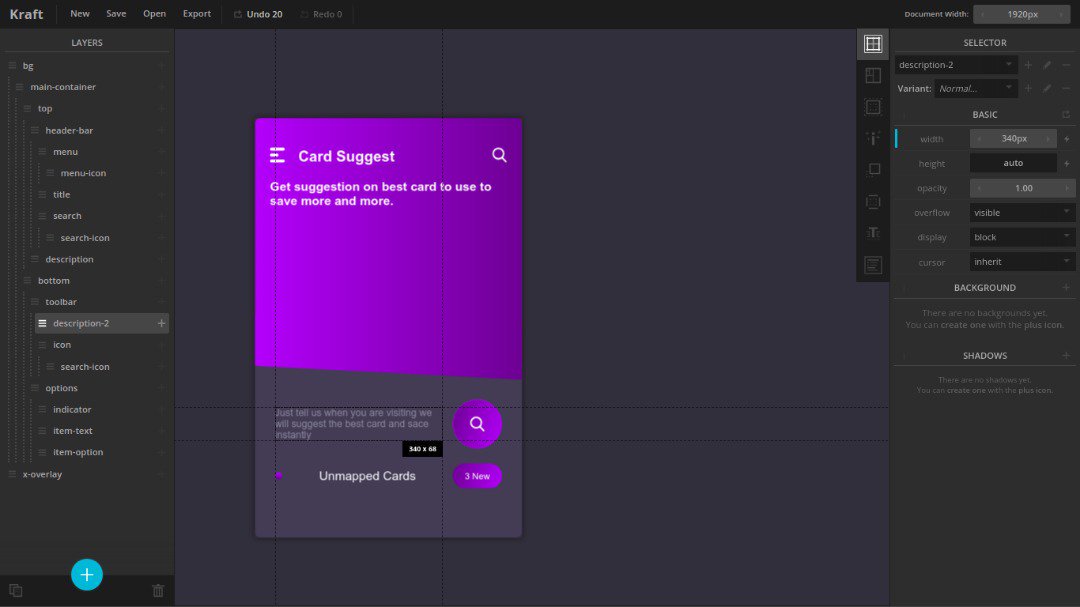 Kraft New Save Open Export Undo 20 Redo 0 Document Width: 1920px
LAYERS
bg
main-container
top
header-bar
menu
menu-icon
title
search
search-icon
description
bottom
toolbar
description-2
icon
search-icon
options
indicator
item-text
item-option
x-overlay
Card Suggest
Get suggestion on best card to use to
save more and more.
Just tell us when you are visiting we
will suggest the best card and sace
instantly
340 x 68
Unmapped Cards
3 New
SELECTOR
description-2
Variant: Normal...
BASIC
width 340px
height auto
opacity 1.00
overflow visible
display block
cursor inherit
BACKGROUND
There are no backgrounds yet.
You can create one with the plus icon.
SHADOWS
There are no shadows yet.
You can create one with the plus icon.